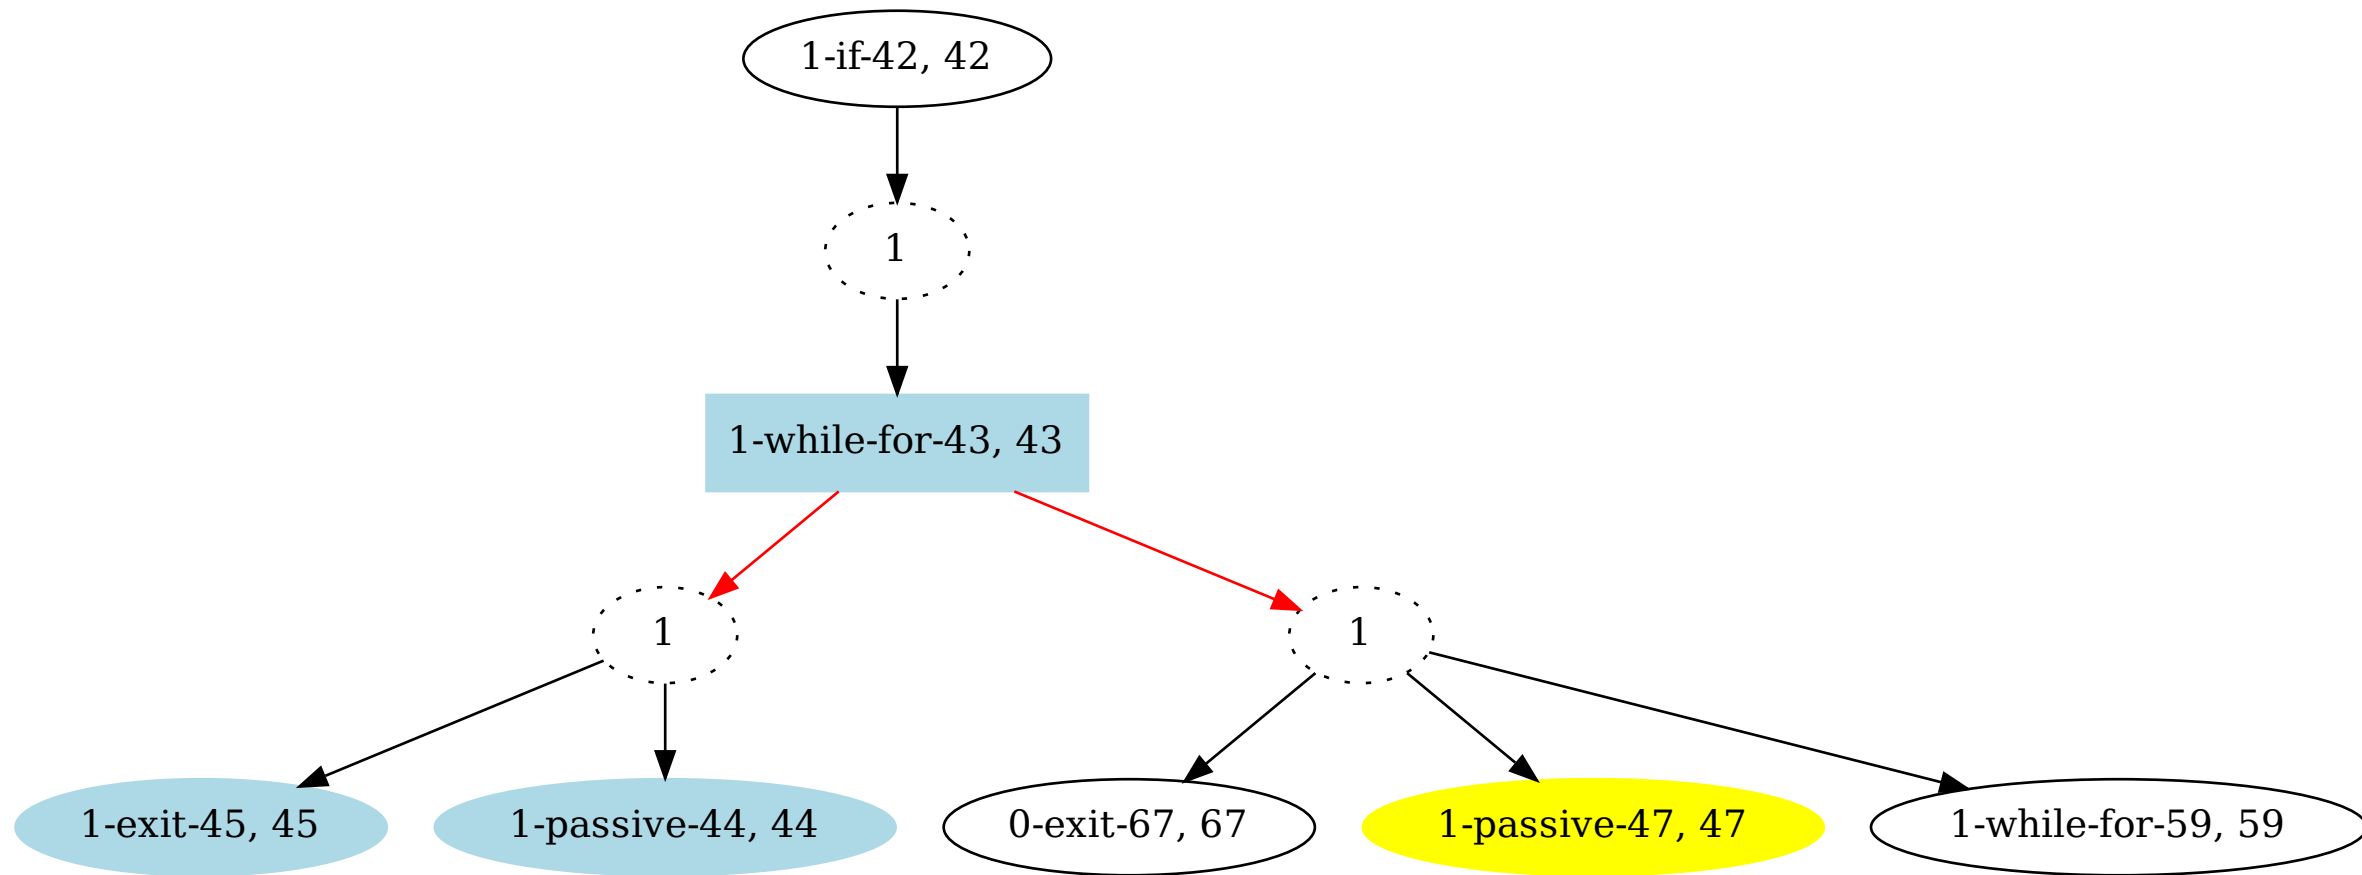 1-if-42, 42
1
1-while-for-43, 43
1
1
1-exit-45, 45
1-passive-44, 44
0-exit-67, 67
1-passive-47, 47
1-while-for-59, 59